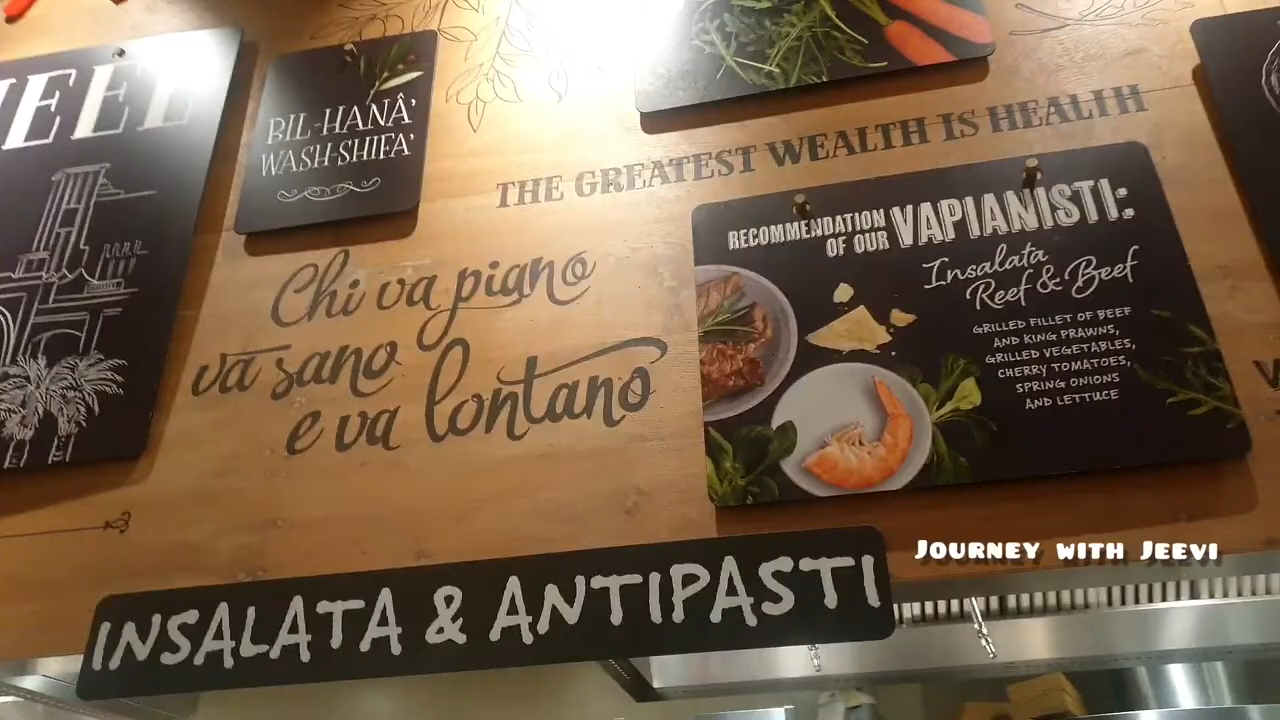 BIL-HANÂ'
WASH-SHIFA'
THE GREATEST WEALTH IS HEALTH
Chi va piano
va sano
e va lontano
RECOMMENDATION
OF OUR VAPIANISTI:
Insalata
Reef & Beef
GRILLED FILLET OF BEEF
AND KING PRAWNS,
GRILLED VEGETABLES,
CHERRY TOMATOES,
SPRING ONIONS
AND LETTUCE
INSALATA & ANTIPASTI
JOURNEY WITH JEEVI